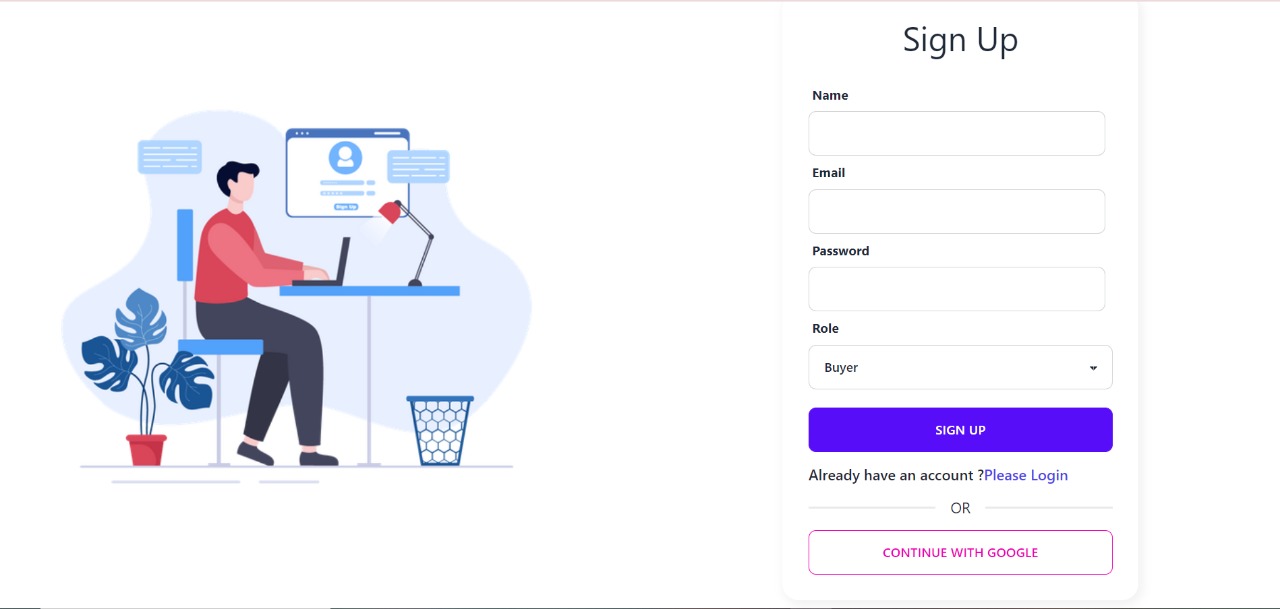 Sign Up
Name
Email
Password
Role
Buyer
SIGN UP
Already have an account ?Please Login
OR
CONTINUE WITH GOOGLE
Sign Up